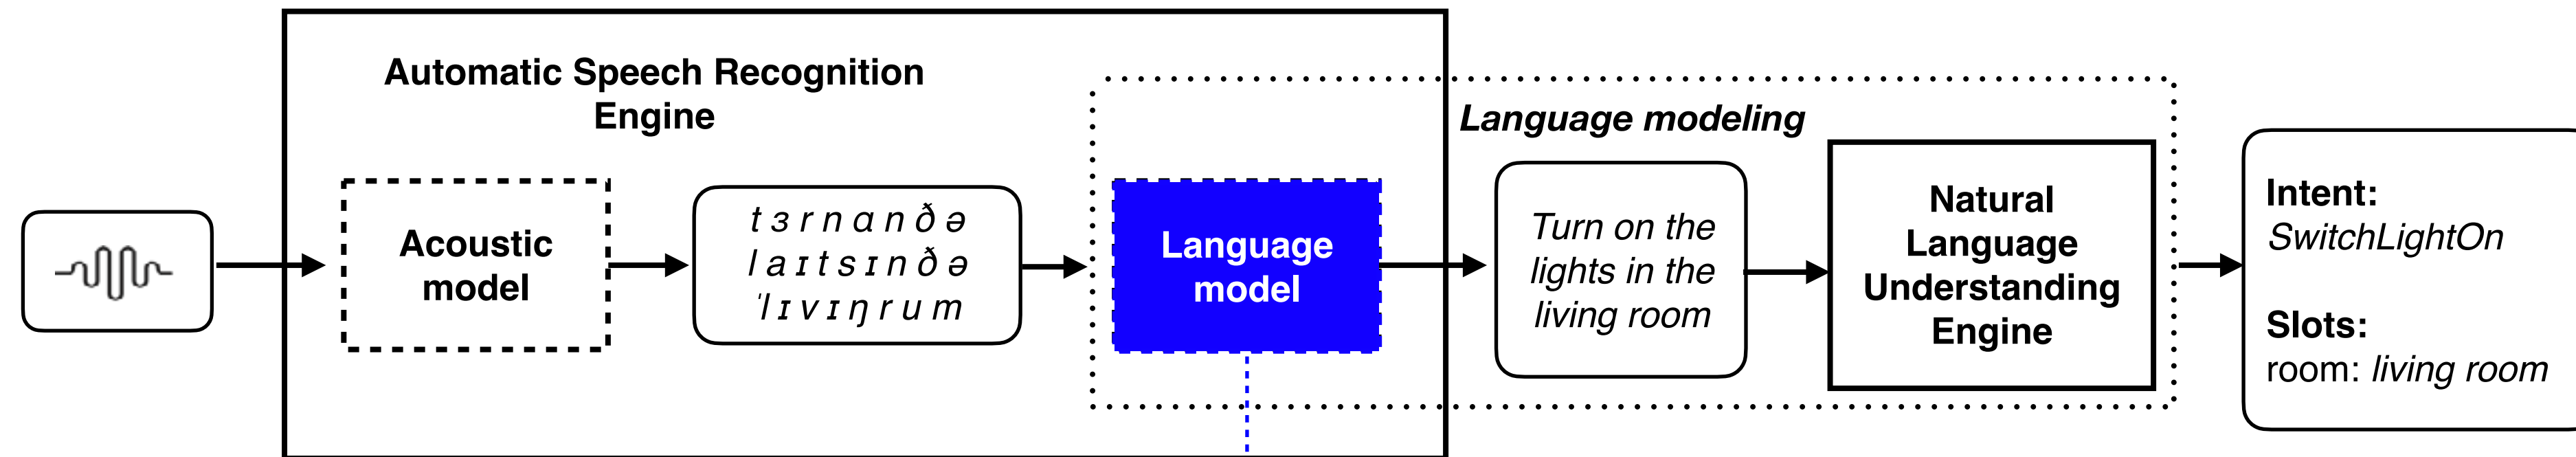 Automatic Speech Recognition
Engine
Acoustic
model
t ɜ r n ɑ n ð ə
l a ɪ t s ɪ n ð ə
ˈl ɪ v ɪ ŋ r u m
Language modeling
Language
model
Turn on the
lights in the
living room
Natural
Language
Understanding
Engine
Intent:
SwitchLightOn
Slots:
room: living room